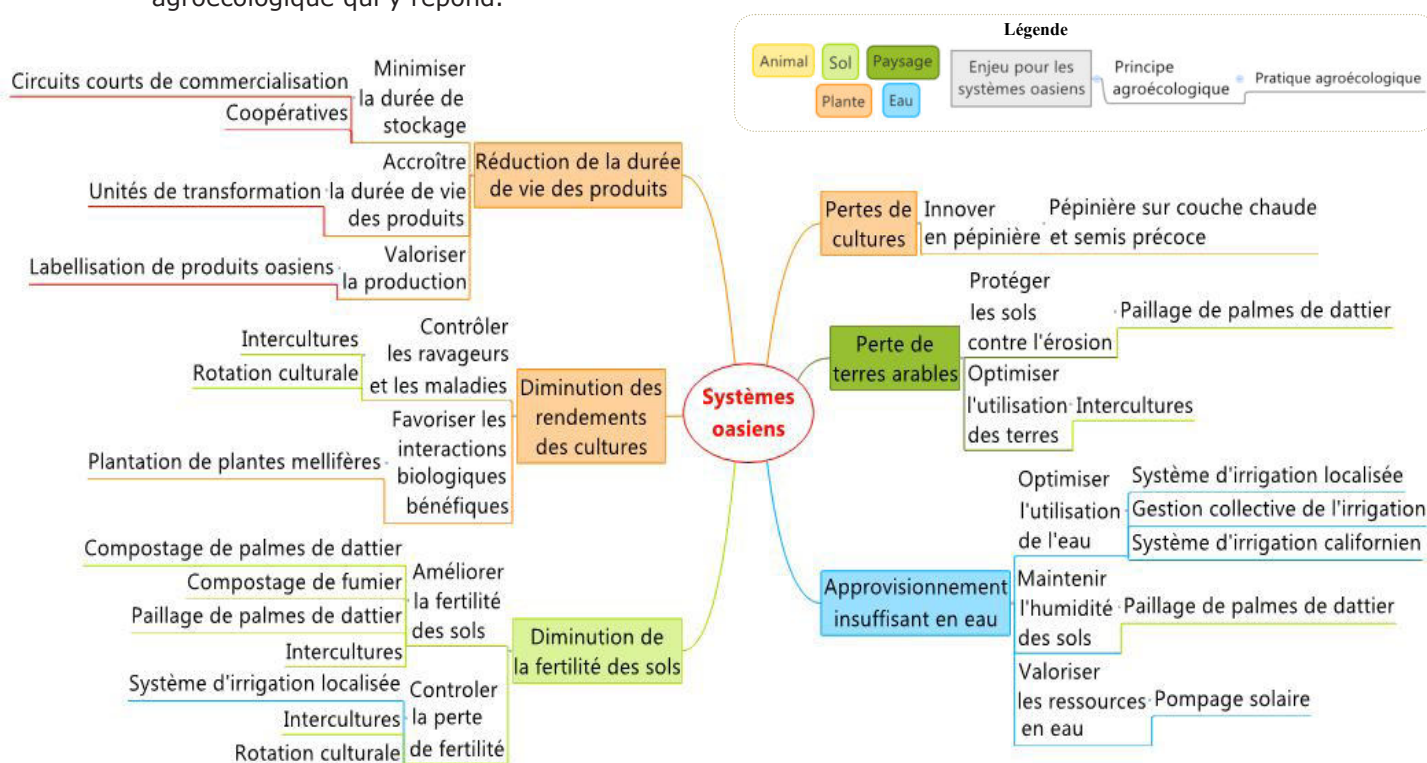 agroécologique qui y répond.
Légende
Animal
Sol
Paysage
Plante
Eau
Enjeu pour les
systèmes oasiens
Principe
agroécologique
Pratique agroécologique
Circuits courts de commercialisation
Coopératives
Minimiser
la durée de
stockage
Unités de transformation
Accroître
la durée de vie
des produits
Labellisation de produits oasiens
Valoriser
la production
Réduction de la durée
de vie des produits
Intercultures
Rotation culturale
Contrôler
les ravageurs
et les maladies
Plantation de plantes mellifères
Favoriser les
interactions
biologiques
bénéfiques
Diminution des
rendements
des cultures
Compostage de palmes de dattier
Compostage de fumier
Paillage de palmes de dattier
Intercultures
Améliorer
la fertilité
des sols
Système d'irrigation localisée
Intercultures
Rotation culturale
Controler
la perte
de fertilité
Diminution de
la fertilité des sols
Systèmes
oasiens
Pertes de
cultures
Innover
en pépinière
Pépinière sur couche chaude
et semis précoce
Perte de
terres arables
Protéger
les sols
contre l'érosion
Paillage de palmes de dattier
Optimiser
l'utilisation
des terres
Intercultures
Approvisionnement
insuffisant en eau
Optimiser
l'utilisation
de l'eau
Système d'irrigation localisée
Gestion collective de l'irrigation
Système d'irrigation californien
Maintenir
l'humidité
des sols
Paillage de palmes de dattier
Valoriser
les ressources
en eau
Pompage solaire